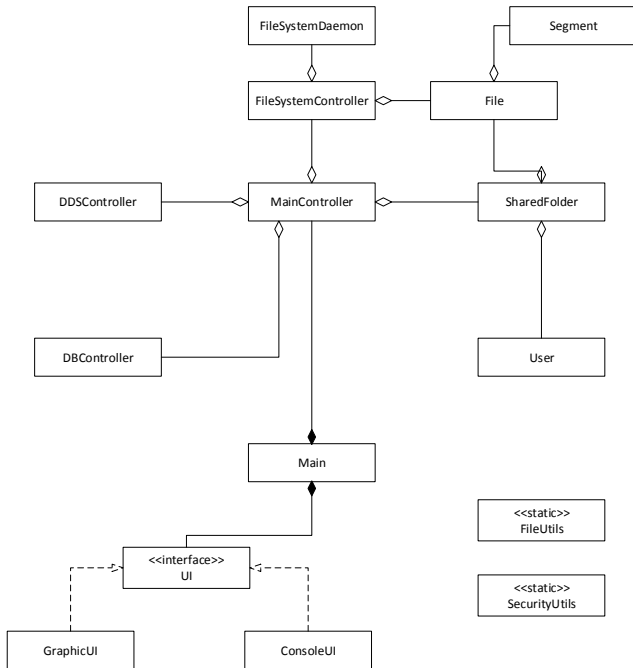 FileSystemDaemon
Segment
FileSystemController
File
DDSController
MainController
SharedFolder
DBController
User
Main
<<static>>
FileUtils
<<interface>>
UI
<<static>>
SecurityUtils
GraphicUI
ConsoleUI